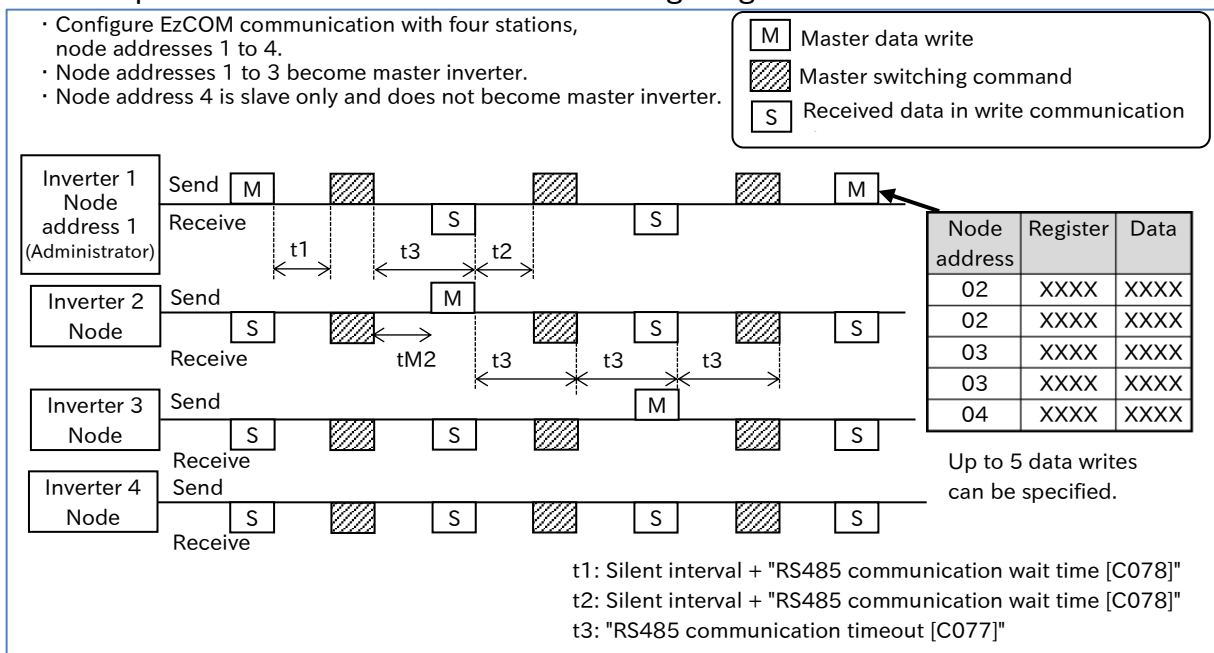 · Configure EzCOM communication with four stations,
node addresses 1 to 4.
· Node addresses 1 to 3 become master inverter.
· Node address 4 is slave only and does not become master inverter.
M Master data write
Master switching command
S Received data in write communication
Inverter 1
Node
address 1
(Administrator)
Send M M
Receive S S
t1 t3 t2
Inverter 2
Node
Send M
S S S
Receive tM2 t3 t3 t3
Inverter 3
Node
Send M
S S S
Receive
Inverter 4
Node
Send
S S S S
Receive
Node address Register Data
02 XXXX XXXX
02 XXXX XXXX
03 XXXX XXXX
03 XXXX XXXX
04 XXXX XXXX
Up to 5 data writes
can be specified.
t1: Silent interval + "RS485 communication wait time [C078]"
t2: Silent interval + "RS485 communication wait time [C078]"
t3: "RS485 communication timeout [C077]"